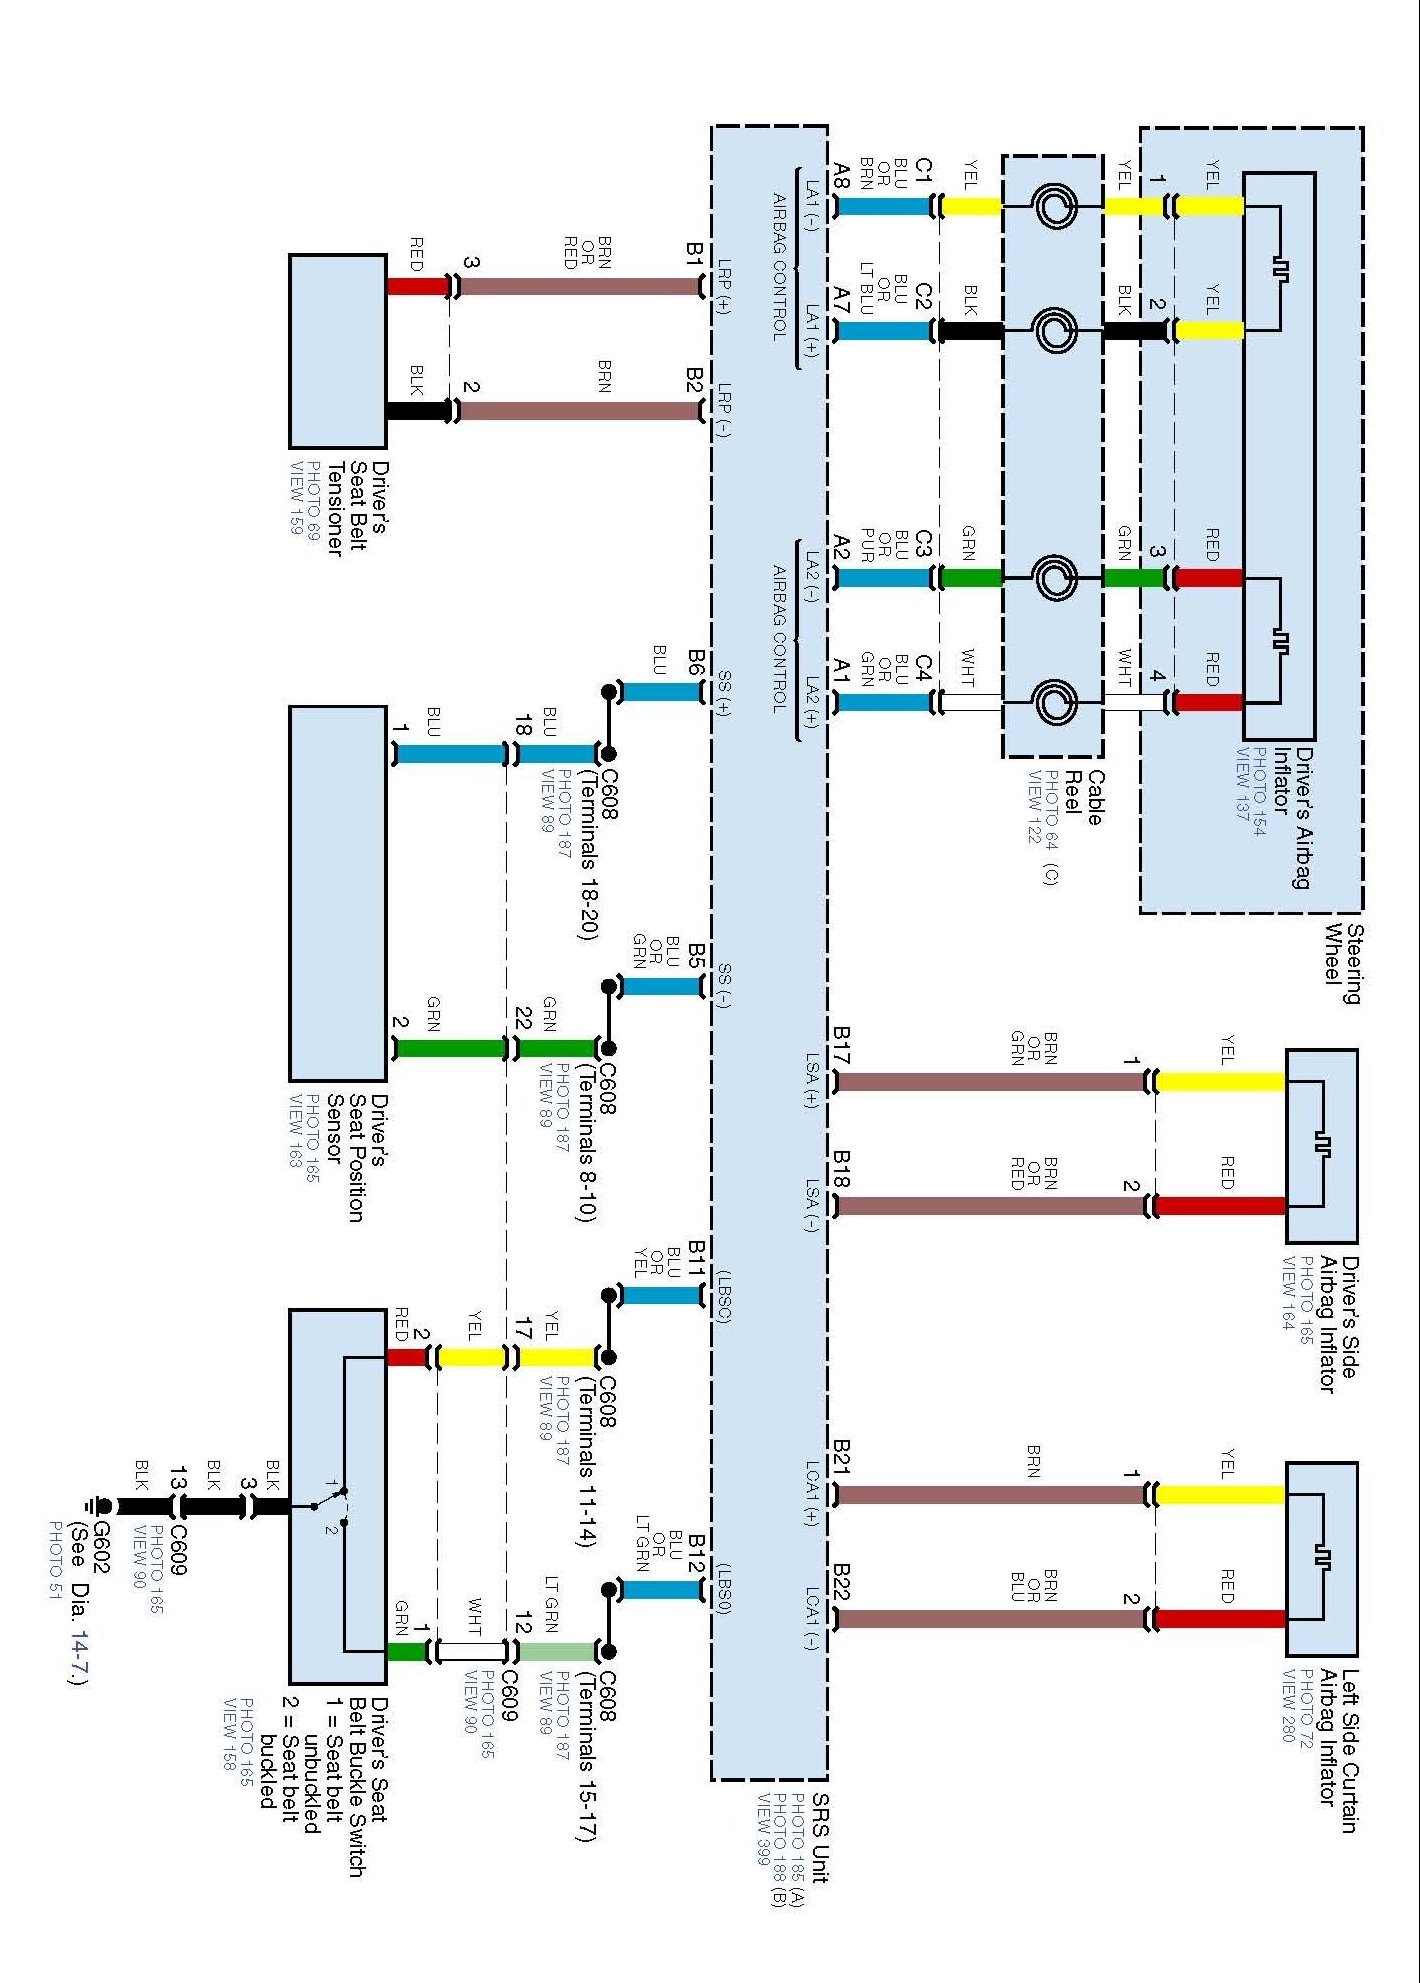 Steering
Wheel
Driver's Airbag
Inflator
PHOTO 154
VIEW 137
YEL
YEL
RED
RED
1
2
3
4
YEL
BLK
GRN
WHT
Cable
Reel
PHOTO 64 (C)
VIEW 122
YEL
BLK
GRN
WHT
C1
C2
C3
C4
BLU
OR
BRN
BLU
OR
LT BLU
BLU
OR
PUR
BLU
OR
GRN
A8
A7
A2
A1
LA1 (-)
LA1 (+)
LA2 (-)
LA2 (+)
AIRBAG CONTROL
AIRBAG CONTROL
Driver's Side
Airbag Inflator
PHOTO 165
VIEW 164
YEL
RED
1
2
BRN
OR
GRN
BRN
OR
RED
B17
B18
LSA (+)
LSA (-)
Left Side Curtain
Airbag Inflator
PHOTO 72
VIEW 280
YEL
RED
1
2
BRN
BRN
OR
BLU
B21
B22
LCA1 (+)
LCA1 (-)
SRS Unit
PHOTO 185 (A)
PHOTO 188 (B)
VIEW 399
LRP (+)
LRP (-)
B1
B2
BRN
OR
RED
BRN
3
2
RED
BLK
Driver's
Seat Belt
Tensioner
PHOTO 69
VIEW 159
SS (+)
SS (-)
B6
B5
BLU
BLU
OR
GRN
C608
(Terminals 18-20)
PHOTO 187
VIEW 89
C608
(Terminals 8-10)
PHOTO 187
VIEW 89
BLU
GRN
18
22
BLU
GRN
1
2
Driver's
Seat Position
Sensor
PHOTO 165
VIEW 163
(LBSC)
(LBS0)
B11
B12
BLU
OR
YEL
BLU
OR
LT GRN
C608
(Terminals 11-14)
PHOTO 187
VIEW 89
C608
(Terminals 15-17)
PHOTO 187
VIEW 89
YEL
LT GRN
17
12
C609
PHOTO 165
VIEW 90
YEL
WHT
2
1
RED
GRN
1
2
Driver's Seat
Belt Buckle Switch
1 = Seat belt
unbuckled
2 = Seat belt
buckled
PHOTO 165
VIEW 158
BLK
3
BLK
13
C609
PHOTO 165
VIEW 90
BLK
G602
(See Dia. 14-7.)
PHOTO 51